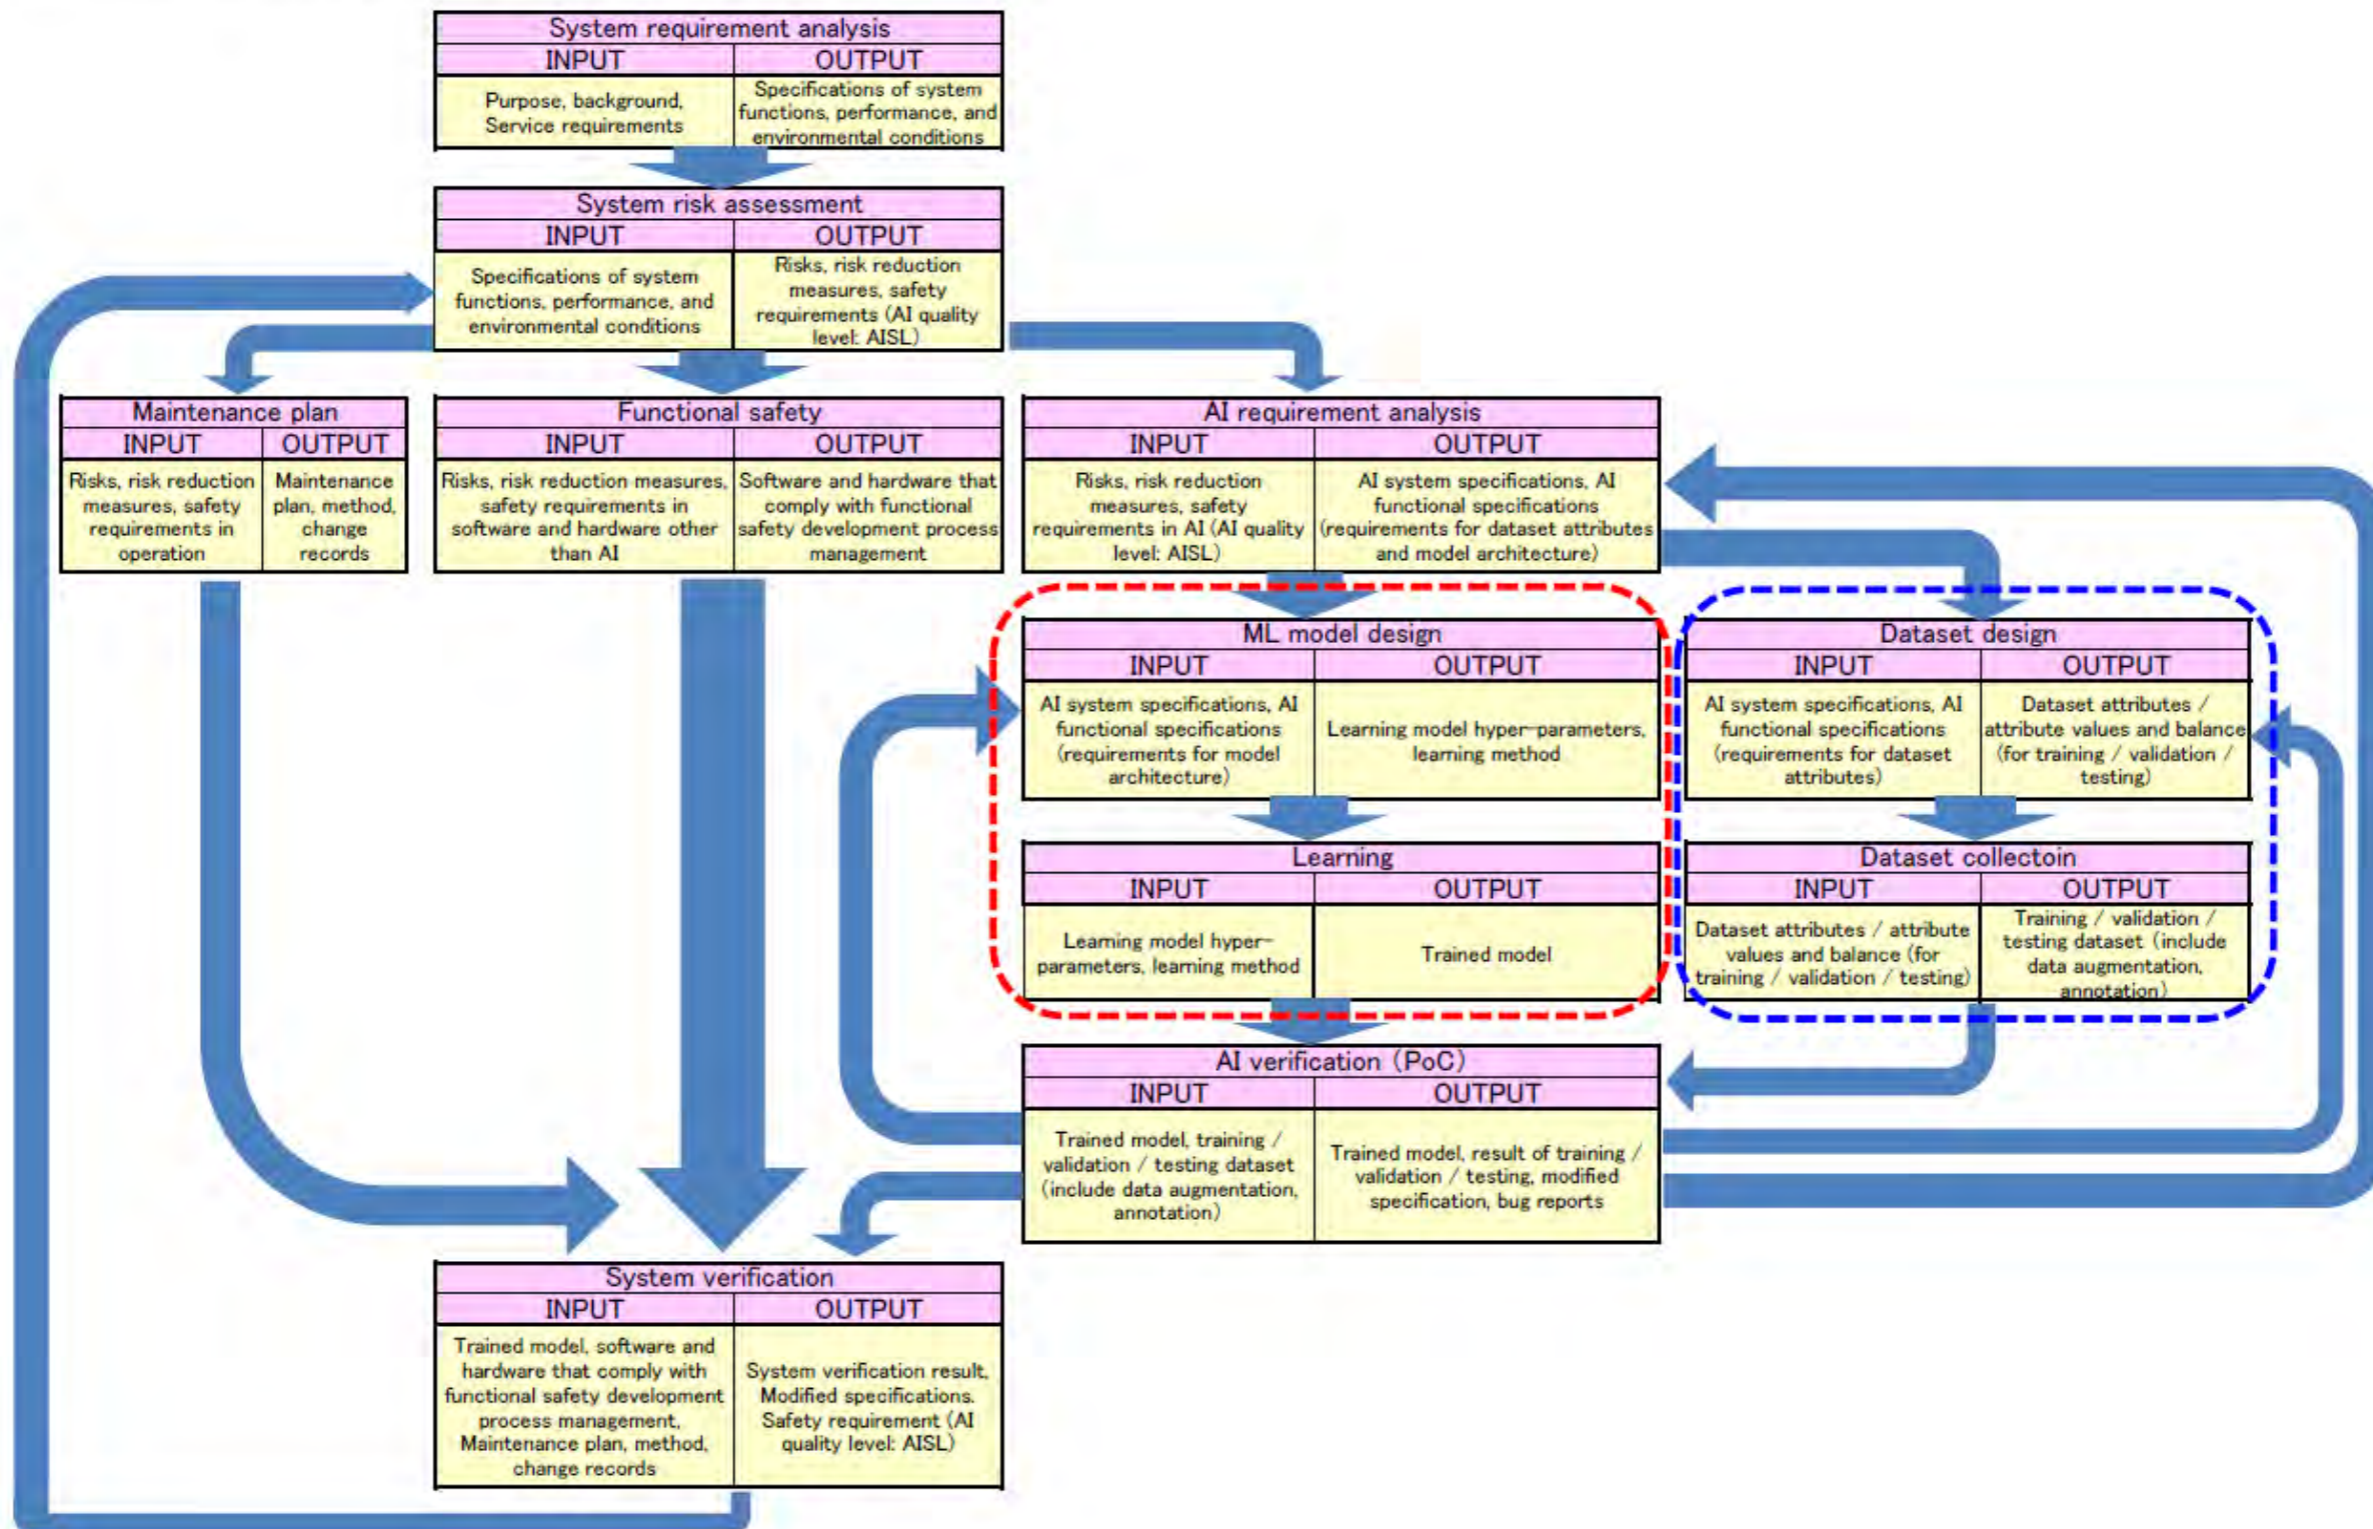 System requirement analysis
INPUT
OUTPUT
Purpose, background,
Service requirements
Specifications of system
functions, performance, and
environmental conditions
System risk assessment
INPUT
OUTPUT
Specifications of system
functions, performance, and
environmental conditions
Risks, risk reduction
measures, safety
requirements (AI quality
level: AISL)
Maintenance plan
INPUT
OUTPUT
Risks, risk reduction
measures, safety
requirements in
operation
Maintenance
plan, method,
change
records
Functional safety
INPUT
OUTPUT
Risks, risk reduction measures,
safety requirements in
software and hardware other
than AI
Software and hardware that
comply with functional
safety development process
management
AI requirement analysis
INPUT
OUTPUT
Risks, risk reduction
measures, safety
requirements in AI (AI quality
level: AISL)
AI system specifications, AI
functional specifications
(requirements for dataset attributes
and model architecture)
ML model design
INPUT
OUTPUT
AI system specifications, AI
functional specifications
(requirements for model
architecture)
Learning model hyper-parameters,
learning method
Dataset design
INPUT
OUTPUT
AI system specifications, AI
functional specifications
(requirements for dataset
attributes)
Dataset attributes /
attribute values and balance
(for training / validation /
testing)
Learning
INPUT
OUTPUT
Learning model hyper-
parameters, learning method
Trained model
Dataset collectoin
INPUT
OUTPUT
Dataset attributes / attribute
values and balance (for
training / validation / testing)
Training / validation /
testing dataset (include
data augmentation,
annotation)
AI verification (PoC)
INPUT
OUTPUT
Trained model, training /
validation / testing dataset
(include data augmentation,
annotation)
Trained model, result of training /
validation / testing, modified
specification, bug reports
System verification
INPUT
OUTPUT
Trained model, software and
hardware that comply with
functional safety development
process management,
Maintenance plan, method,
change records
System verification result,
Modified specifications.
Safety requirement (AI
quality level: AISL)